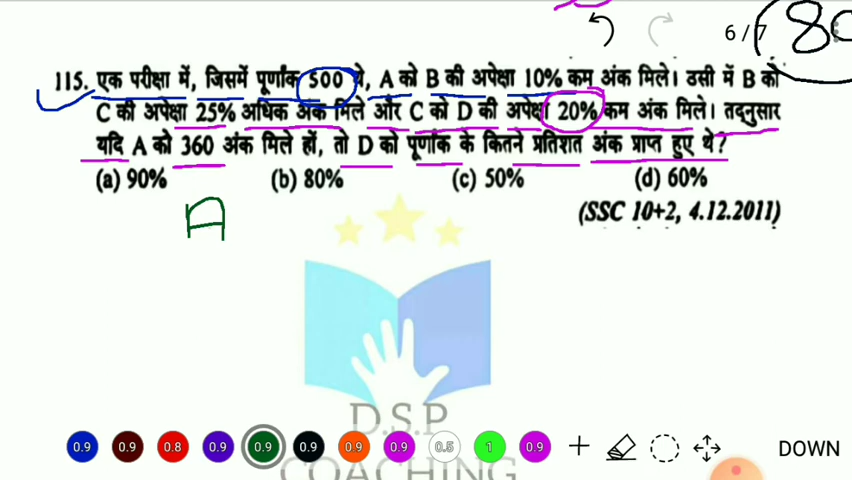 6 / 7
80
115. एक परीक्षा में, जिसमें पूर्णांक 500 थे, A को B की अपेक्षा 10% कम अंक मिले। उसी में B को
C की अपेक्षा 25% अधिक अंक मिले और C को D की अपेक्षा 20% कम अंक मिले। तद्नुसार
यदि A को 360 अंक मिले हों, तो D को पूर्णांक के कितने प्रतिशत अंक प्राप्त हुए थे?
(a) 90% (b) 80% (c) 50% (d) 60%
(SSC 10+2, 4.12.2011)
A
D.S.P
COACHING
0.9 0.9 0.8 0.9 0.9 0.9 0.9 0.9 0.5 1 0.9 DOWN